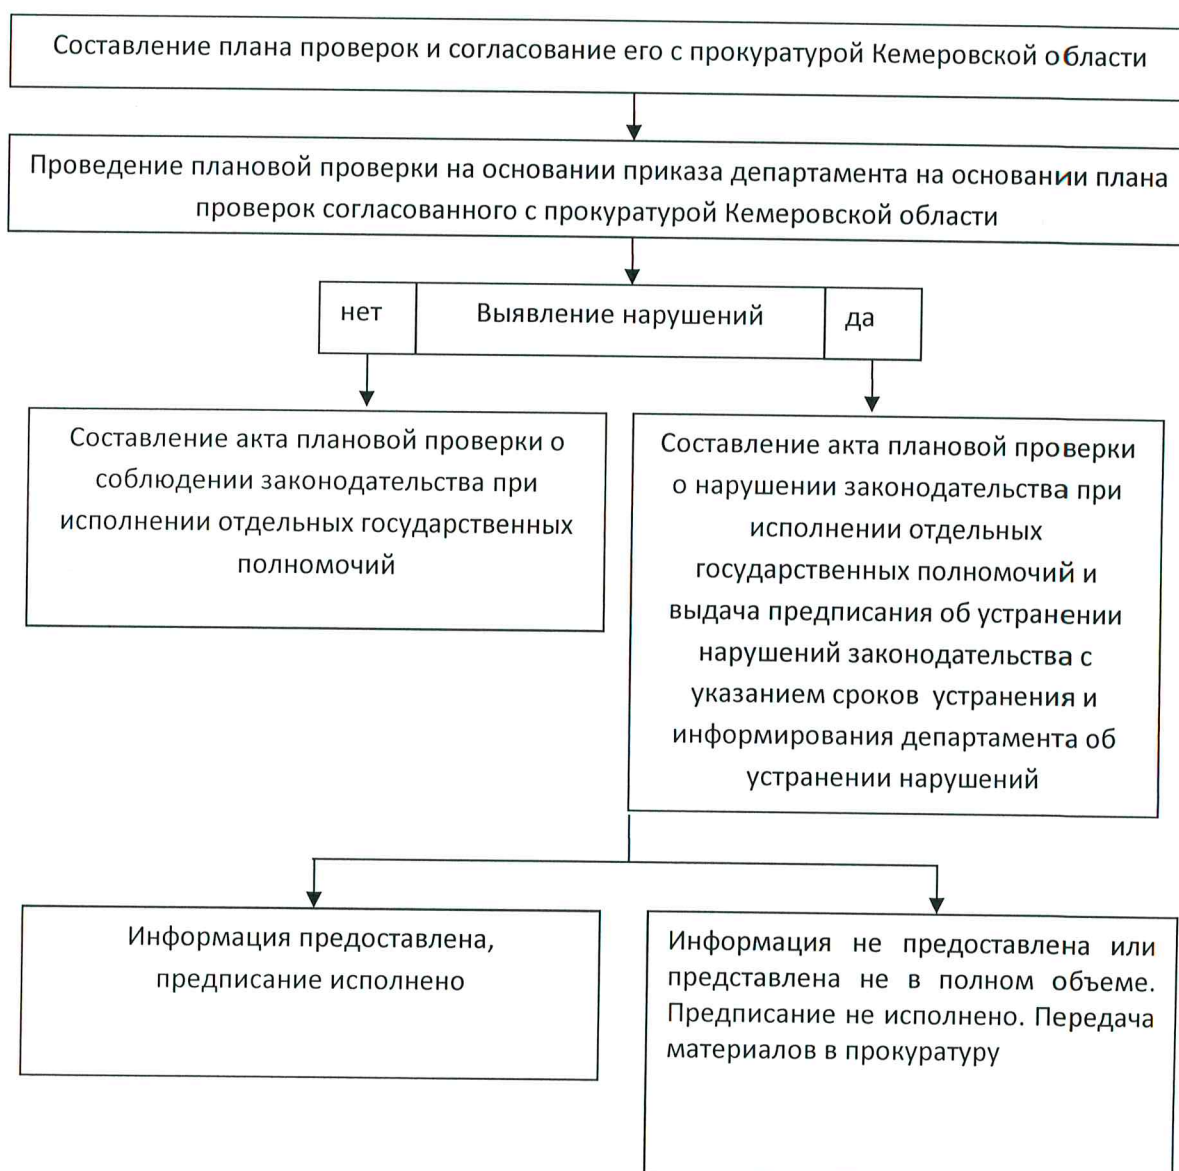 Составление плана проверок и согласование его с прокуратурой Кемеровской области
Проведение плановой проверки на основании приказа департамента на основании плана
проверок согласованного с прокуратурой Кемеровской области
нет
Выявление нарушений
да
Составление акта плановой проверки о
соблюдении законодательства при
исполнении отдельных государственных
полномочий
Составление акта плановой проверки
о нарушении законодательства при
исполнении отдельных
государственных полномочий и
выдача предписания об устранении
нарушений законодательства с
указанием сроков устранения и
информирования департамента об
устранении нарушений
Информация предоставлена,
предписание исполнено
Информация не предоставлена или
представлена не в полном объеме.
Предписание не исполнено. Передача
материалов в прокуратуру